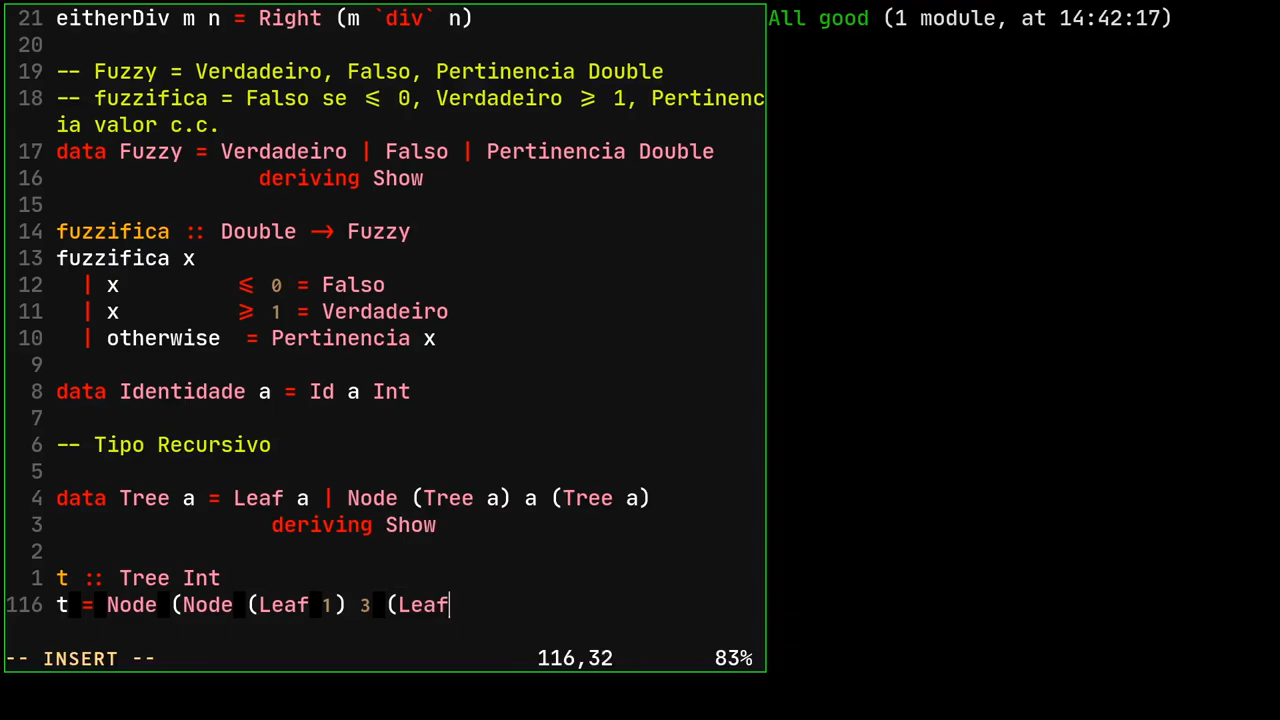 21 eitherDiv m n = Right (m `div` n)
20
19 -- Fuzzy = Verdadeiro, Falso, Pertinencia Double
18 -- fuzzifica = Falso se ≤ 0, Verdadeiro ≥ 1, Pertinenc
ia valor c.c.
17 data Fuzzy = Verdadeiro | Falso | Pertinencia Double
16 deriving Show
15
14 fuzzifica :: Double → Fuzzy
13 fuzzifica x
12 | x ≤ 0 = Falso
11 | x ≥ 1 = Verdadeiro
10 | otherwise = Pertinencia x
9
8 data Identidade a = Id a Int
7
6 -- Tipo Recursivo
5
4 data Tree a = Leaf a | Node (Tree a) a (Tree a)
3 deriving Show
2
1 t :: Tree Int
116 t = Node (Node (Leaf 1) 3 (Leaf
-- INSERT -- 116,32 83%
All good (1 module, at 14:42:17)